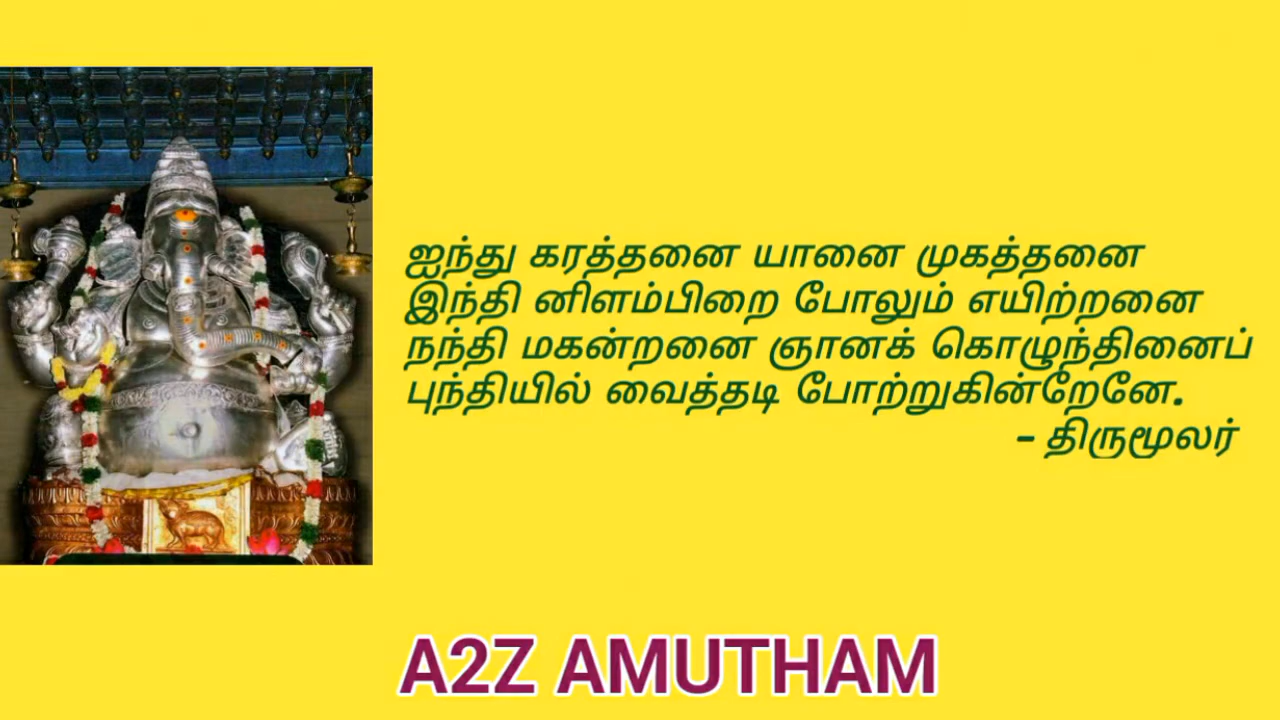 ஐந்து கரத்தனை யானை முகத்தனை
இந்தி னிளம்பிறை போலும் எயிற்றனை
நந்தி மகன்றனை ஞானக் கொழுந்தினைப்
புந்தியில் வைத்தடி போற்றுகின்றேனே.
- திருமூலர்
A2Z AMUTHAM